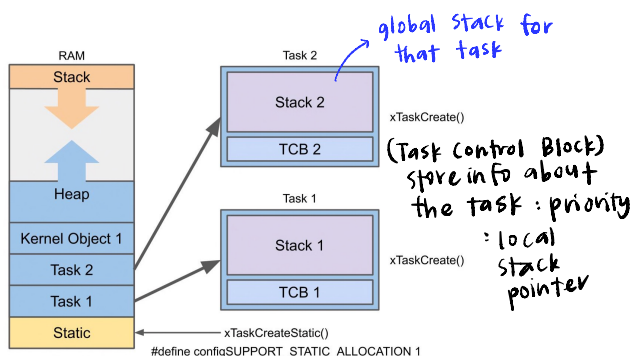 RAM
Stack
Heap
Kernel Object 1
Task 2
Task 1
Static
Task 2
Stack 2
TCB 2
xTaskCreate()
Task 1
Stack 1
TCB 1
xTaskCreate()
xTaskCreateStatic()
#define configSUPPORT_STATIC_ALLOCATION 1
global stack for
that task
(Task Control Block)
store info about
the task : priority
: local
stack
pointer